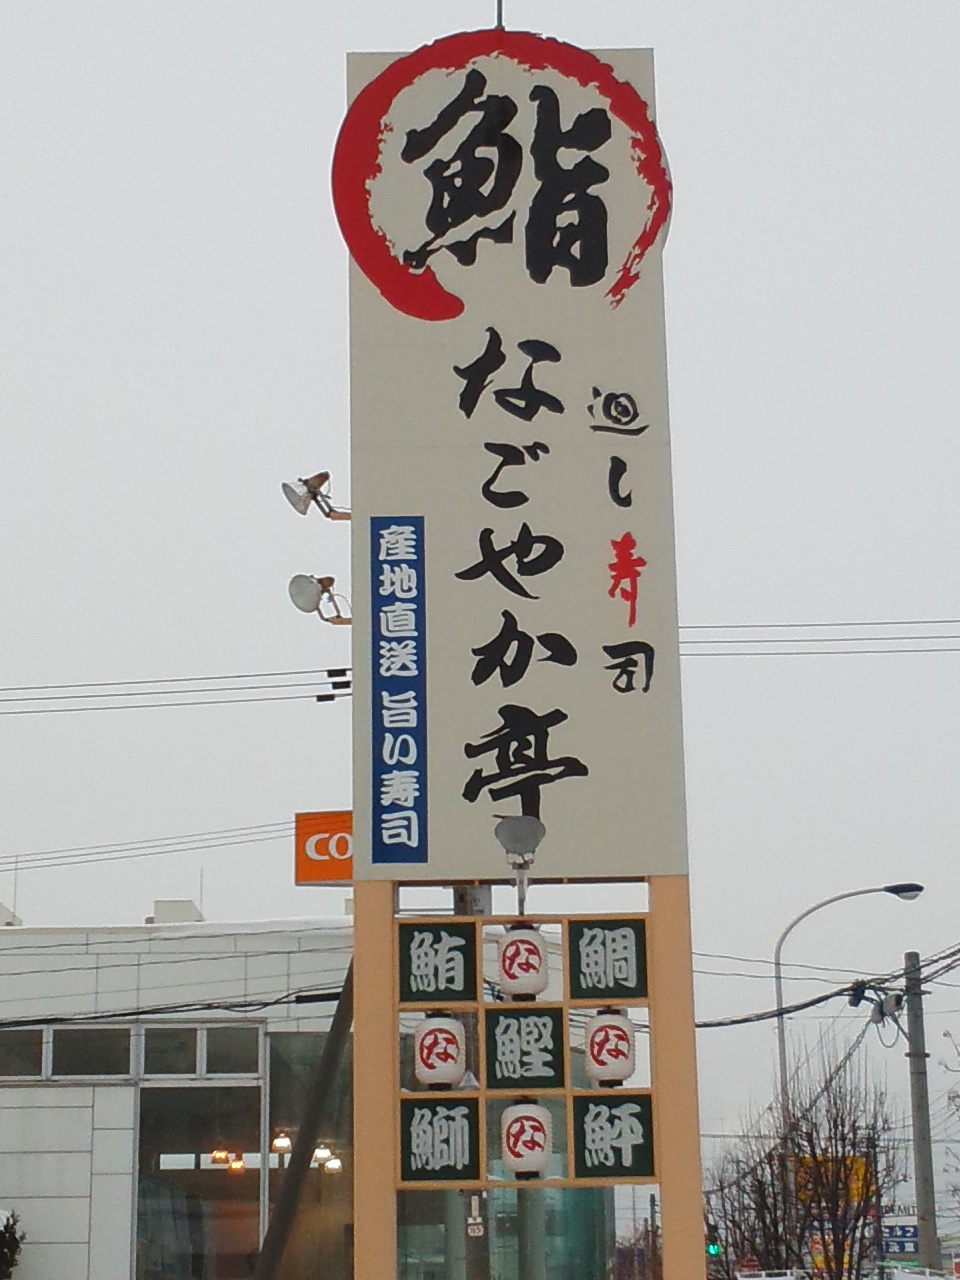 鮨
廻し寿司
なごやか亭
産地直送 旨い寿司
CO
鮪 な 鯛
な 鰹 な
鰤 な 鮃